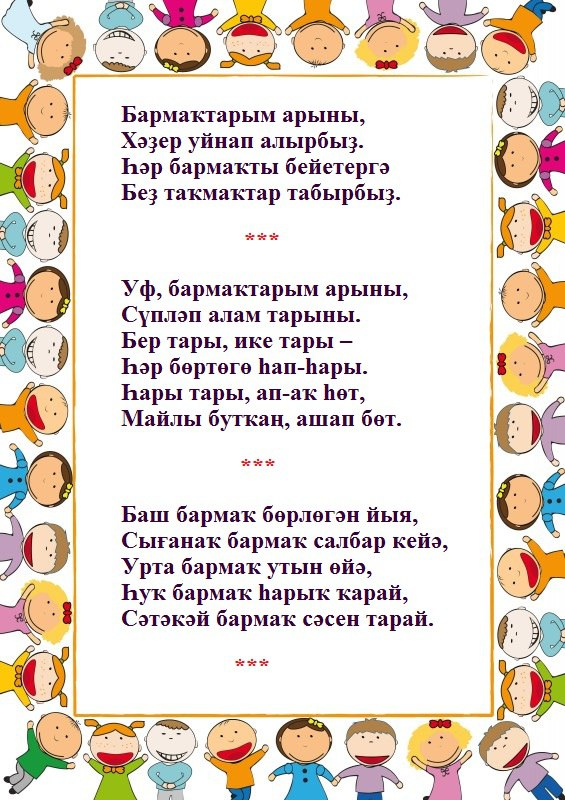 Бармаҡтарым арыны,
Хәҙер уйнап алырбыҙ.
Һәр бармаҡты бейетергә
Беҙ таҡмаҡтар табырбыҙ.
***
Уф, бармаҡтарым арыны,
Сүпләп алам тарыны.
Бер тары, ике тары –
Һәр бөртөгө һап-һары.
Һары тары, ап-аҡ һөт,
Майлы бутҡаң, ашап бөт.
***
Баш бармаҡ бөрлөгән йыя,
Сығанаҡ бармаҡ салбар кейә,
Урта бармаҡ утын өйә,
Һуҡ бармаҡ һарыҡ ҡарай,
Сәтәкәй бармаҡ сәсен тарай.
***